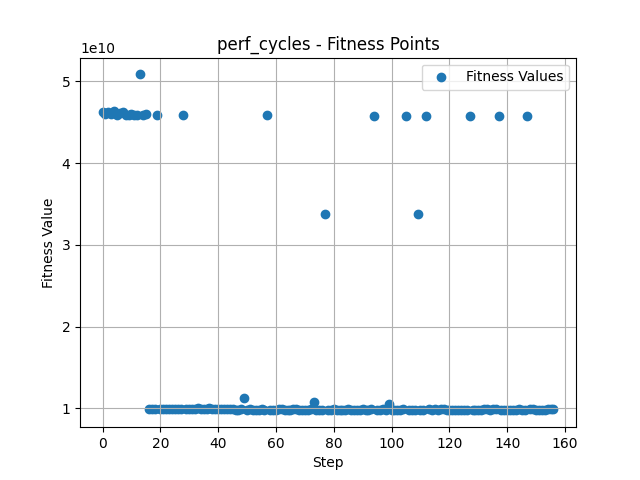 perf_cycles - Fitness Points
1e10
Fitness Values
5
4
3
2
1
Fitness Value
0 20 40 60 80 100 120 140 160
Step